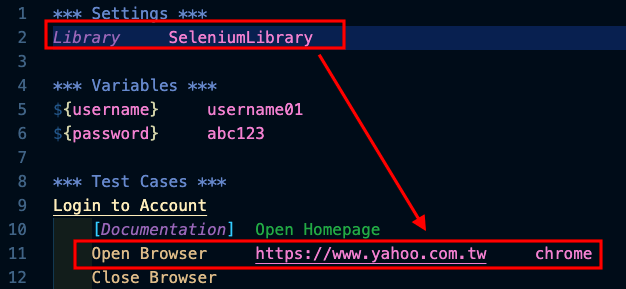 1 *** Settings ***
2 Library SeleniumLibrary
3
4 *** Variables ***
5 ${username} username01
6 ${password} abc123
7
8 *** Test Cases ***
9 Login to Account
10 [Documentation] Open Homepage
11 Open Browser https://www.yahoo.com.tw chrome
12 Close Browser